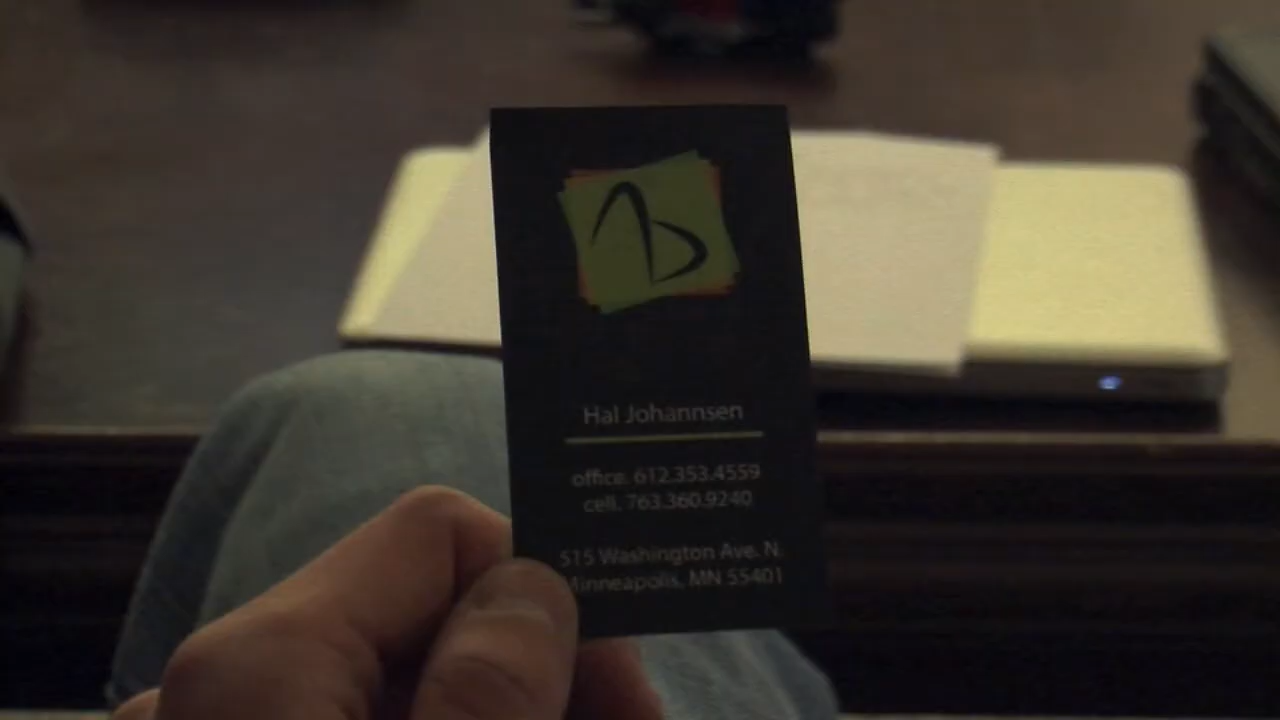 Hal Johannsen
office. 612.353.4559
cell. 763.360.9240
515 Washington Ave. N.
Minneapolis, MN 55401